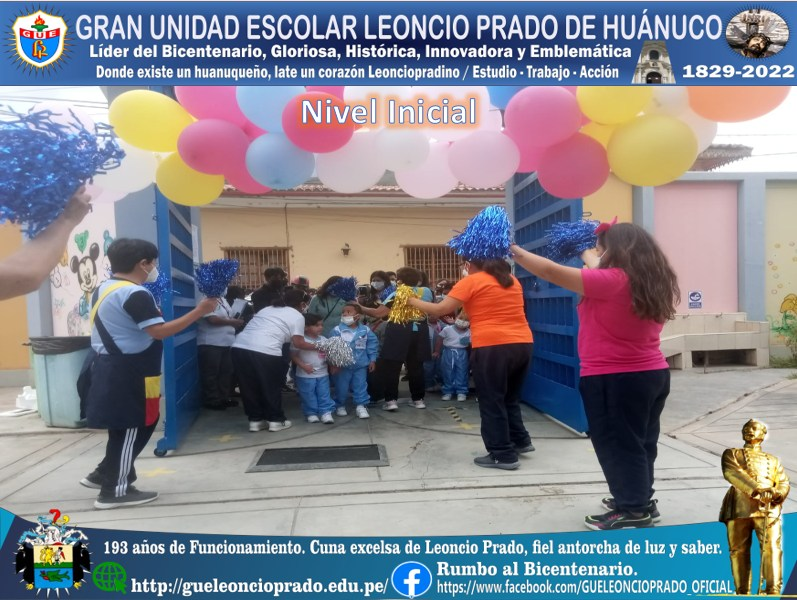 GUE
LP
GRAN UNIDAD ESCOLAR LEONCIO PRADO DE HUÁNUCO
Líder del Bicentenario, Gloriosa, Histórica, Innovadora y Emblemática
Donde existe un huanuqueño, late un corazón Leonciopradino / Estudio - Trabajo - Acción
1829-2022
Nivel Inicial
193 años de Funcionamiento. Cuna excelsa de Leoncio Prado, fiel antorcha de luz y saber.
Rumbo al Bicentenario.
http://gueleoncioprado.edu.pe/
https://www.facebook.com/GUELEONCIOPRADO_OFICIAL